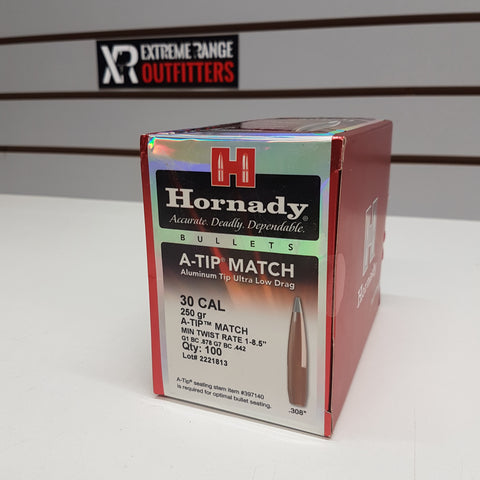 XR EXTREME RANGE
OUTFITTERS
H
Hornady®
Accurate. Deadly. Dependable.
BULLETS
A-TIP® MATCH
Aluminum Tip Ultra Low Drag
30 CAL
250 gr
A-TIP™ MATCH
MIN TWIST RATE 1-8.5"
G1 BC .878 G7 BC .442
Qty: 100
Lot# 2221813
A-Tip® seating stem item #397140
is required for optimal bullet seating.
.308"
H
Hornady